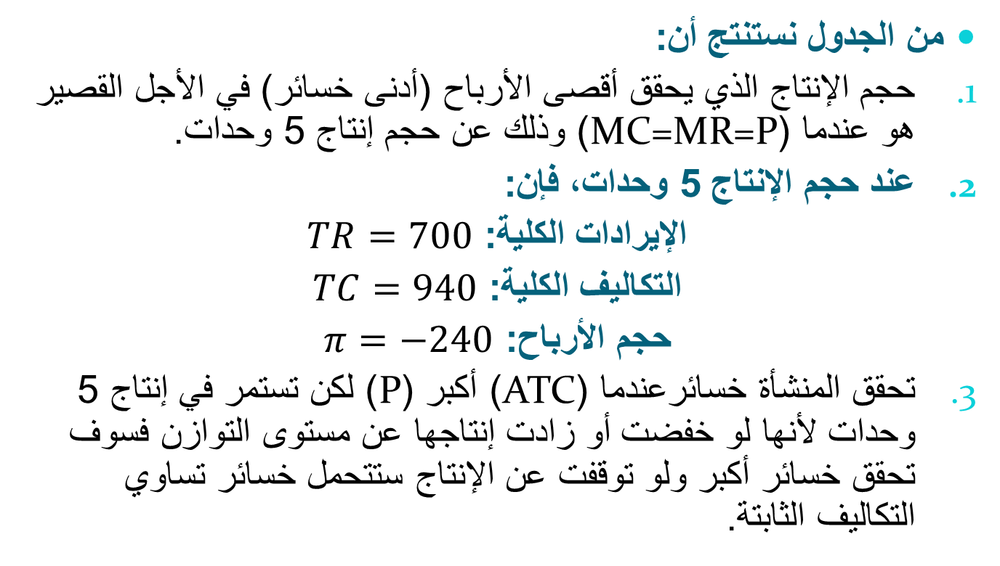 • من الجدول نستنتج أن:
1. حجم الإنتاج الذي يحقق أقصى الأرباح (أدنى خسائر) في الأجل القصير
هو عندما (MC=MR=P) وذلك عن حجم إنتاج 5 وحدات.
2. عند حجم الإنتاج 5 وحدات، فإن:
الإيرادات الكلية: TR = 700
التكاليف الكلية: TC = 940
حجم الأرباح: π = −240
3. تحقق المنشأة خسائر عندما (ATC) أكبر (P) لكن تستمر في إنتاج 5
وحدات لأنها لو خفضت أو زادت إنتاجها عن مستوى التوازن فسوف
تحقق خسائر أكبر ولو توقفت عن الإنتاج ستتحمل خسائر تساوي
التكاليف الثابتة.